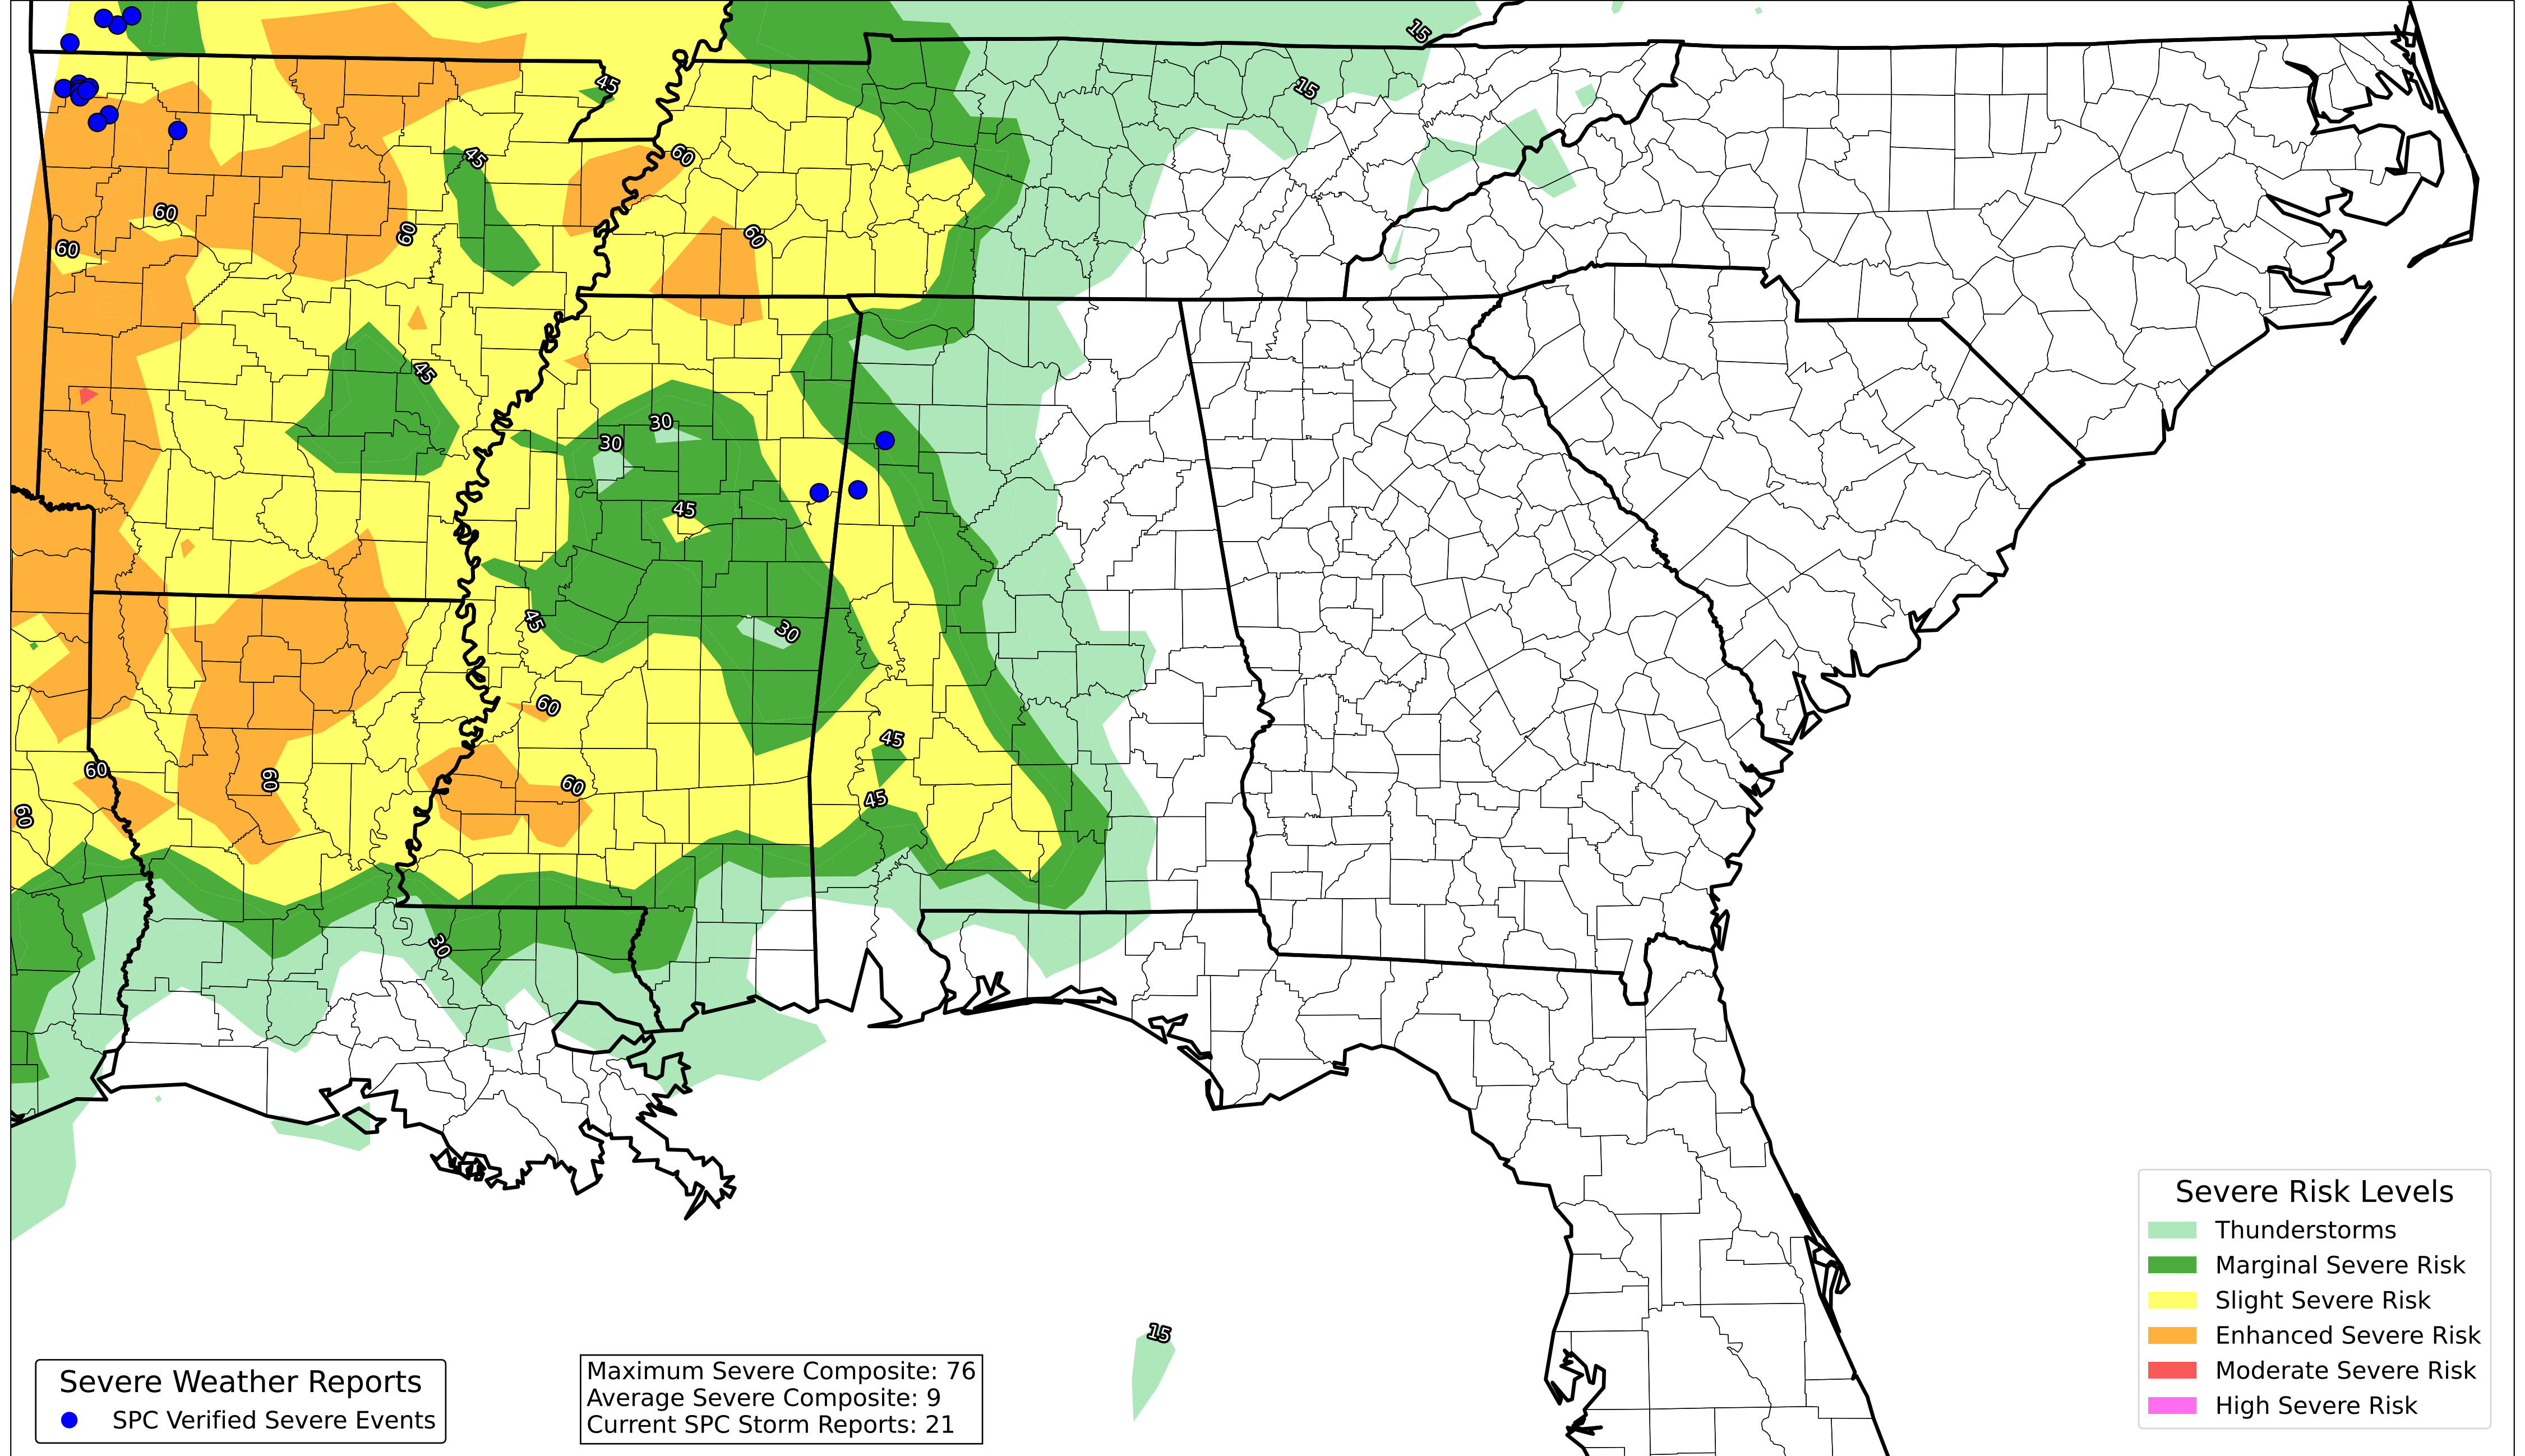 15
45
15
45
60
60
60
60
60
45
30
30
45
45
30
60
45
60
60
60
45
60
30
15
Severe Weather Reports
SPC Verified Severe Events
Maximum Severe Composite: 76
Average Severe Composite: 9
Current SPC Storm Reports: 21
Severe Risk Levels
Thunderstorms
Marginal Severe Risk
Slight Severe Risk
Enhanced Severe Risk
Moderate Severe Risk
High Severe Risk